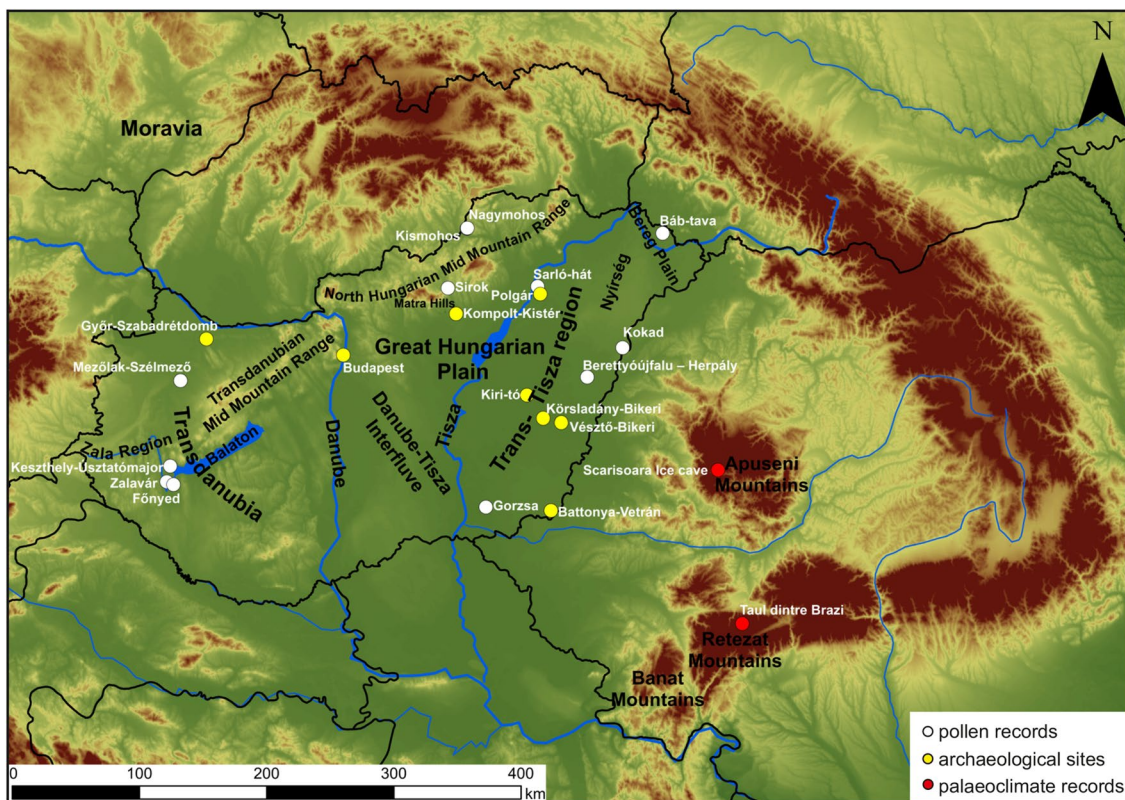 N
Moravia
Nagymohos
Kismohos
North Hungarian Mid Mountain Range
Báb-tava
Bereg Plain
Sarló-hát
Sirok
Polgár
Nyírség
Matra Hills
Kompolt-Kistér
Győr-Szabadrétdomb
Kokad
Great Hungarian
Plain
Budapest
Mezőlak-Szélmező
Transdanubian
Mid Mountain Range
Berettyóújfalu – Herpály
Trans- Tisza region
Kiri-tó
Körsladány-Bikeri
Vésztő-Bikeri
Danube-Tisza
Interfluve
Tisza
Danube
Transdanubia
Zala Region
Balaton
Keszthely-Úsztatómajor
Zalavár
Főnyed
Scarisoara Ice cave
Apuseni
Mountains
Gorzsa
Battonya-Vetrán
Taul dintre Brazi
Retezat
Mountains
Banat
Mountains
pollen records
archaeological sites
palaeoclimate records
0 100 200 300 400
km